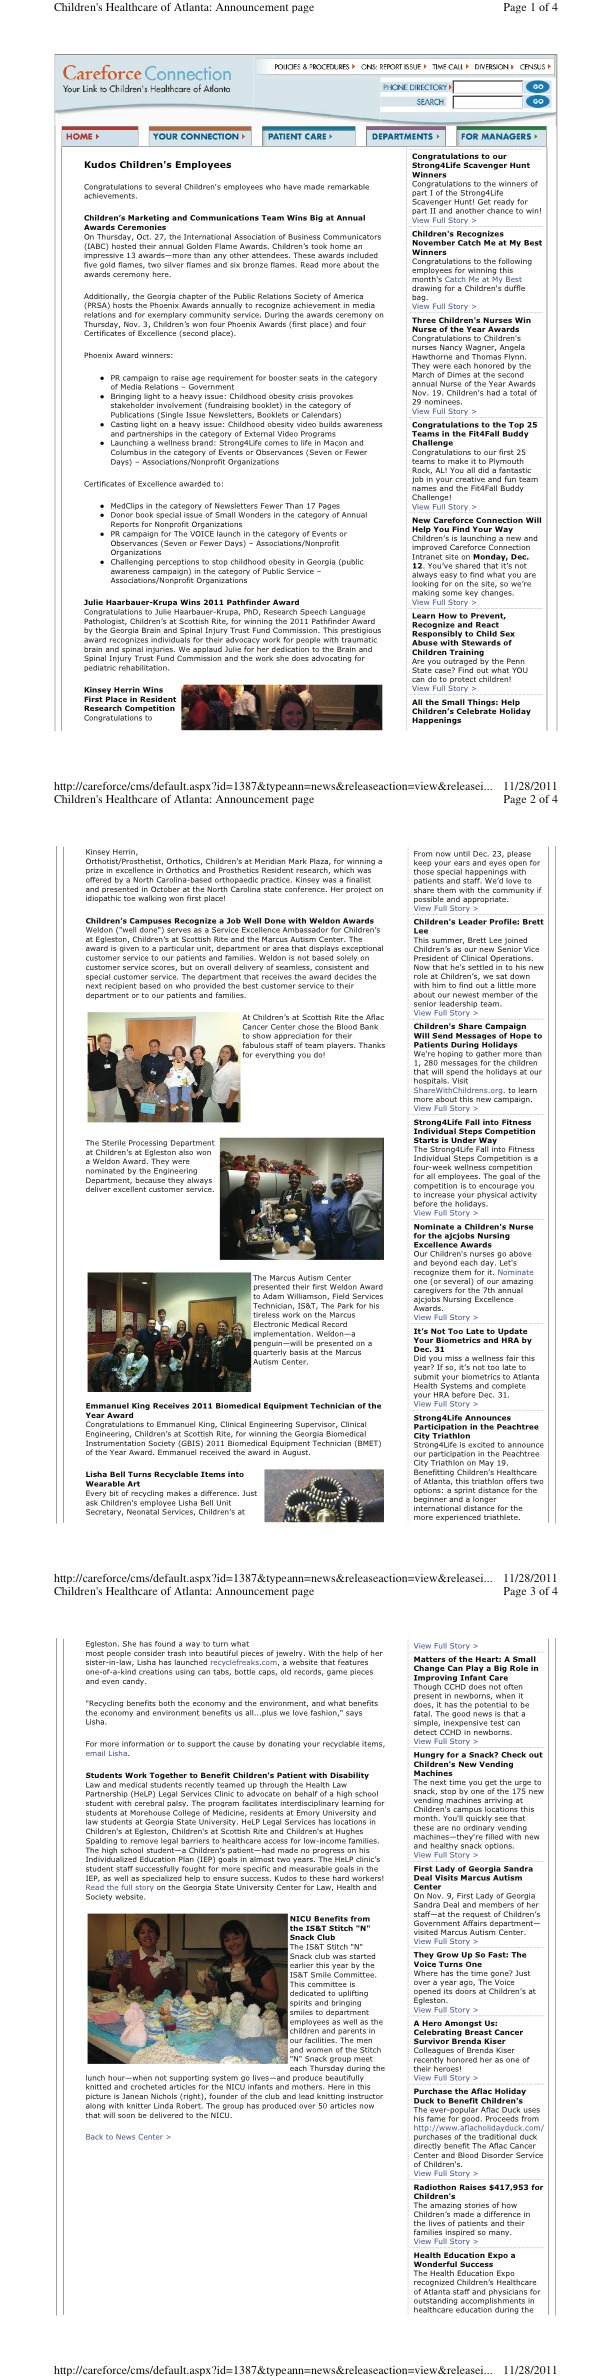 Children's Healthcare of Atlanta: Announcement page
Page 1 of 4
Careforce Connection
Your Link to Children's Healthcare of Atlanta
POLICIES & PROCEDURES
ONS: REPORT ISSUE
TIME CALL
DIVERSION
CENSUS
PHONE DIRECTORY
GO
SEARCH
GO
HOME
YOUR CONNECTION
PATIENT CARE
DEPARTMENTS
FOR MANAGERS
Kudos Children's Employees
Congratulations to several Children's employees who have made remarkable
achievements.
Children's Marketing and Communications Team Wins Big at Annual
Awards Ceremonies
On Thursday, Oct. 27, the International Association of Business Communicators
(IABC) hosted their annual Golden Flame Awards. Children's took home an
impressive 13 awards—more than any other attendees. These awards included
five gold flames, two silver flames and six bronze flames. Read more about the
awards ceremony here.
Additionally, the Georgia chapter of the Public Relations Society of America
(PRSA) hosts the Phoenix Awards annually to recognize achievement in media
relations and for exemplary community service. During the awards ceremony on
Thursday, Nov. 3, Children's won four Phoenix Awards (first place) and four
Certificates of Excellence (second place).
Phoenix Award winners:
• PR campaign to raise age requirement for booster seats in the category
of Media Relations – Government
• Bringing light to a heavy issue: Childhood obesity crisis provokes
stakeholder involvement (fundraising booklet) in the category of
Publications (Single Issue Newsletters, Booklets or Calendars)
• Casting light on a heavy issue: Childhood obesity video builds awareness
and partnerships in the category of External Video Programs
• Launching a wellness brand: Strong4Life comes to life in Macon and
Columbus in the category of Events or Observances (Seven or Fewer
Days) – Associations/Nonprofit Organizations
Certificates of Excellence awarded to:
• MedClips in the category of Newsletters Fewer Than 17 Pages
• Donor book special issue of Small Wonders in the category of Annual
Reports for Nonprofit Organizations
• PR campaign for The VOICE launch in the category of Events or
Observances (Seven or Fewer Days) – Associations/Nonprofit
Organizations
• Challenging perceptions to stop childhood obesity in Georgia (public
awareness campaign) in the category of Public Service –
Associations/Nonprofit Organizations
Julie Haarbauer-Krupa Wins 2011 Pathfinder Award
Congratulations to Julie Haarbauer-Krupa, PhD, Research Speech Language
Pathologist, Children's at Scottish Rite, for winning the 2011 Pathfinder Award
by the Georgia Brain and Spinal Injury Trust Fund Commission. This prestigious
award recognizes individuals for their advocacy work for people with traumatic
brain and spinal injuries. We applaud Julie for her dedication to the Brain and
Spinal Injury Trust Fund Commission and the work she does advocating for
pediatric rehabilitation.
Kinsey Herrin Wins
First Place in Resident
Research Competition
Congratulations to
Congratulations to our
Strong4Life Scavenger Hunt
Winners
Congratulations to the winners of
part I of the Strong4Life
Scavenger Hunt! Get ready for
part II and another chance to win!
View Full Story >
Children's Recognizes
November Catch Me at My Best
Winners
Congratulations to the following
employees for winning this
month's Catch Me at My Best
drawing for a Children's duffle
bag.
View Full Story >
Three Children's Nurses Win
Nurse of the Year Awards
Congratulations to Children's
nurses Nancy Wagner, Angela
Hawthorne and Thomas Flynn.
They were each honored by the
March of Dimes at the second
annual Nurse of the Year Awards
Nov. 19. Children's had a total of
29 nominees.
View Full Story >
Congratulations to the Top 25
Teams in the Fit4Fall Buddy
Challenge
Congratulations to our first 25
teams to make it to Plymouth
Rock, AL! You all did a fantastic
job in your creative and fun team
names and the Fit4Fall Buddy
Challenge!
View Full Story >
New Careforce Connection Will
Help You Find Your Way
Children's is launching a new and
improved Careforce Connection
Intranet site on Monday, Dec.
12. You've shared that it's not
always easy to find what you are
looking for on the site, so we're
making some key changes.
View Full Story >
Learn How to Prevent,
Recognize and React
Responsibly to Child Sex
Abuse with Stewards of
Children Training
Are you outraged by the Penn
State case? Find out what YOU
can do to protect children!
View Full Story >
All the Small Things: Help
Children's Celebrate Holiday
Happenings
http://careforce/cms/default.aspx?id=1387&typeann=news&releaseaction=view&releasei...
11/28/2011
Children's Healthcare of Atlanta: Announcement page
Page 2 of 4
Kinsey Herrin,
Orthotist/Prosthetist, Orthotics, Children's at Meridian Mark Plaza, for winning a
prize in excellence in Orthotics and Prosthetics Resident research, which was
offered by a North Carolina-based orthopaedic practice. Kinsey was a finalist
and presented in October at the North Carolina state conference. Her project on
idiopathic toe walking won first place!
Children's Campuses Recognize a Job Well Done with Weldon Awards
Weldon ("well done") serves as a Service Excellence Ambassador for Children's
at Egleston, Children's at Scottish Rite and the Marcus Autism Center. The
award is given to a particular unit, department or area that displays exceptional
customer service to our patients and families. Weldon is not based solely on
customer service scores, but on overall delivery of seamless, consistent and
special customer service. The department that receives the award decides the
next recipient based on who provided the best customer service to their
department or to our patients and families.
At Children's at Scottish Rite the Aflac
Cancer Center chose the Blood Bank
to show appreciation for their
fabulous staff of team players. Thanks
for everything you do!
The Sterile Processing Department
at Children's at Egleston also won
a Weldon Award. They were
nominated by the Engineering
Department, because they always
deliver excellent customer service.
The Marcus Autism Center
presented their first Weldon Award
to Adam Williamson, Field Services
Technician, IS&T, The Park for his
tireless work on the Marcus
Electronic Medical Record
implementation. Weldon—a
penguin—will be presented on a
quarterly basis at the Marcus
Autism Center.
Emmanuel King Receives 2011 Biomedical Equipment Technician of the
Year Award
Congratulations to Emmanuel King, Clinical Engineering Supervisor, Clinical
Engineering, Children's at Scottish Rite, for winning the Georgia Biomedical
Instrumentation Society (GBIS) 2011 Biomedical Equipment Technician (BMET)
of the Year Award. Emmanuel received the award in August.
Lisha Bell Turns Recyclable Items into
Wearable Art
Every bit of recycling makes a difference. Just
ask Children's employee Lisha Bell Unit
Secretary, Neonatal Services, Children's at
From now until Dec. 23, please
keep your ears and eyes open for
those special happenings with
patients and staff. We'd love to
share them with the community if
possible and appropriate.
View Full Story >
Children's Leader Profile: Brett
Lee
This summer, Brett Lee joined
Children's as our new Senior Vice
President of Clinical Operations.
Now that he's settled in to his new
role at Children's, we sat down
with him to find out a little more
about our newest member of the
senior leadership team.
View Full Story >
Children's Share Campaign
Will Send Messages of Hope to
Patients During Holidays
We're hoping to gather more than
1, 280 messages for the children
that will spend the holidays at our
hospitals. Visit
ShareWithChildrens.org. to learn
more about this new campaign.
View Full Story >
Strong4Life Fall into Fitness
Individual Steps Competition
Starts is Under Way
The Strong4Life Fall into Fitness
Individual Steps Competition is a
four-week wellness competition
for all employees. The goal of the
competition is to encourage you
to increase your physical activity
before the holidays.
View Full Story >
Nominate a Children's Nurse
for the ajcjobs Nursing
Excellence Awards
Our Children's nurses go above
and beyond each day. Let's
recognize them for it. Nominate
one (or several) of our amazing
caregivers for the 7th annual
ajcjobs Nursing Excellence
Awards.
View Full Story >
It's Not Too Late to Update
Your Biometrics and HRA by
Dec. 31
Did you miss a wellness fair this
year? If so, it's not too late to
submit your biometrics to Atlanta
Health Systems and complete
your HRA before Dec. 31.
View Full Story >
Strong4Life Announces
Participation in the Peachtree
City Triathlon
Strong4Life is excited to announce
our participation in the Peachtree
City Triathlon on May 19.
Benefitting Children's Healthcare
of Atlanta, this triathlon offers two
options: a sprint distance for the
beginner and a longer
international distance for the
more experienced triathlete.
http://careforce/cms/default.aspx?id=1387&typeann=news&releaseaction=view&releasei...
11/28/2011
Children's Healthcare of Atlanta: Announcement page
Page 3 of 4
Egleston. She has found a way to turn what
most people consider trash into beautiful pieces of jewelry. With the help of her
sister-in-law, Lisha has launched recyclefreaks.com, a website that features
one-of-a-kind creations using can tabs, bottle caps, old records, game pieces
and even candy.
"Recycling benefits both the economy and the environment, and what benefits
the economy and environment benefits us all...plus we love fashion," says
Lisha.
For more information or to support the cause by donating your recyclable items,
email Lisha.
Students Work Together to Benefit Children's Patient with Disability
Law and medical students recently teamed up through the Health Law
Partnership (HeLP) Legal Services Clinic to advocate on behalf of a high school
student with cerebral palsy. The program facilitates interdisciplinary learning for
students at Morehouse College of Medicine, residents at Emory University and
law students at Georgia State University. HeLP Legal Services has locations in
Children's at Egleston, Children's at Scottish Rite and Children's at Hughes
Spalding to remove legal barriers to healthcare access for low-income families.
The high school student—a Children's patient—had made no progress on his
Individualized Education Plan (IEP) goals in almost two years. The HeLP clinic's
student staff successfully fought for more specific and measurable goals in the
IEP, as well as specialized help to ensure success. Kudos to these hard workers!
Read the full story on the Georgia State University Center for Law, Health and
Society website.
NICU Benefits from
the IS&T Stitch "N"
Snack Club
The IS&T Stitch "N"
Snack club was started
earlier this year by the
IS&T Smile Committee.
This committee is
dedicated to uplifting
spirits and bringing
smiles to department
employees as well as the
children and parents in
our facilities. The men
and women of the Stitch
"N" Snack group meet
each Thursday during the
lunch hour—when not supporting system go lives—and produce beautifully
knitted and crocheted articles for the NICU infants and mothers. Here in this
picture is Janean Nichols (right), founder of the club and lead knitting instructor
along with knitter Linda Robert. The group has produced over 50 articles now
that will soon be delivered to the NICU.
Back to News Center >
View Full Story >
Matters of the Heart: A Small
Change Can Play a Big Role in
Improving Infant Care
Though CCHD does not often
present in newborns, when it
does, it has the potential to be
fatal. The good news is that a
simple, inexpensive test can
detect CCHD in newborns.
View Full Story >
Hungry for a Snack? Check out
Children's New Vending
Machines
The next time you get the urge to
snack, stop by one of the 175 new
vending machines arriving at
Children's campus locations this
month. You'll quickly see that
these are no ordinary vending
machines—they're filled with new
and healthy snack options.
View Full Story >
First Lady of Georgia Sandra
Deal Visits Marcus Autism
Center
On Nov. 9, First Lady of Georgia
Sandra Deal and members of her
staff—at the request of Children's
Government Affairs department—
visited Marcus Autism Center.
View Full Story >
They Grow Up So Fast: The
Voice Turns One
Where has the time gone? Just
over a year ago, The Voice
opened its doors at Children's at
Egleston.
View Full Story >
A Hero Amongst Us:
Celebrating Breast Cancer
Survivor Brenda Kiser
Colleagues of Brenda Kiser
recently honored her as one of
their heroes!
View Full Story >
Purchase the Aflac Holiday
Duck to Benefit Children's
The ever-popular Aflac Duck uses
his fame for good. Proceeds from
http://www.aflacholidayduck.com/
purchases of the traditional duck
directly benefit The Aflac Cancer
Center and Blood Disorder Service
of Children's.
View Full Story >
Radiothon Raises $417,953 for
Children's
The amazing stories of how
Children's made a difference in
the lives of patients and their
families inspired so many.
View Full Story >
Health Education Expo a
Wonderful Success
The Health Education Expo
recognized Children's Healthcare
of Atlanta staff and physicians for
outstanding accomplishments in
healthcare education during the
http://careforce/cms/default.aspx?id=1387&typeann=news&releaseaction=view&releasei...
11/28/2011